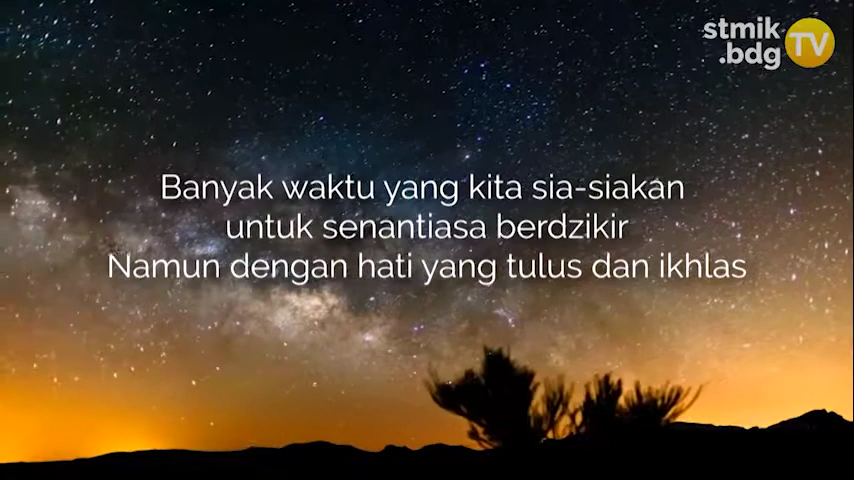 stmik
.bdg
TV
Banyak waktu yang kita sia-siakan
untuk senantiasa berdzikir
Namun dengan hati yang tulus dan ikhlas